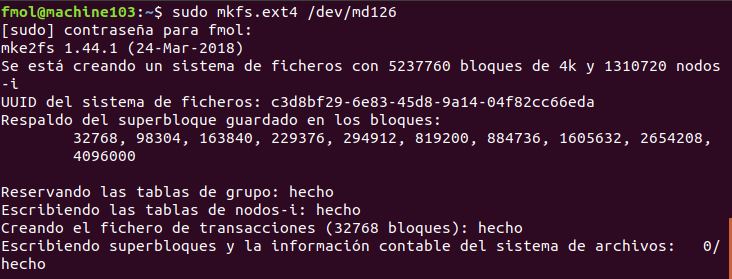 fmol@machine103:~$ sudo mkfs.ext4 /dev/md126
[sudo] contraseña para fmol:
mke2fs 1.44.1 (24-Mar-2018)
Se está creando un sistema de ficheros con 5237760 bloques de 4k y 1310720 nodos
-i
UUID del sistema de ficheros: c3d8bf29-6e83-45d8-9a14-04f82cc66eda
Respaldo del superbloque guardado en los bloques:
32768, 98304, 163840, 229376, 294912, 819200, 884736, 1605632, 2654208,
4096000
Reservando las tablas de grupo: hecho
Escribiendo las tablas de nodos-i: hecho
Creando el fichero de transacciones (32768 bloques): hecho
Escribiendo superbloques y la información contable del sistema de archivos:   0/
hecho